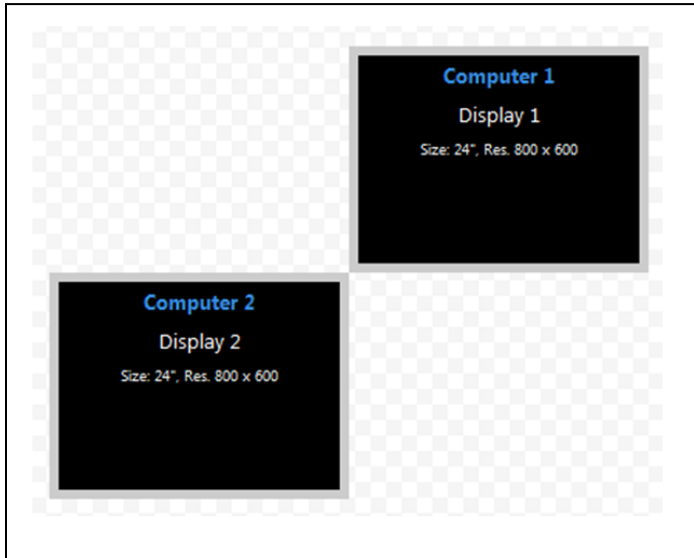 Computer 1
Display 1
Size: 24", Res. 800 x 600
Computer 2
Display 2
Size: 24", Res. 800 x 600